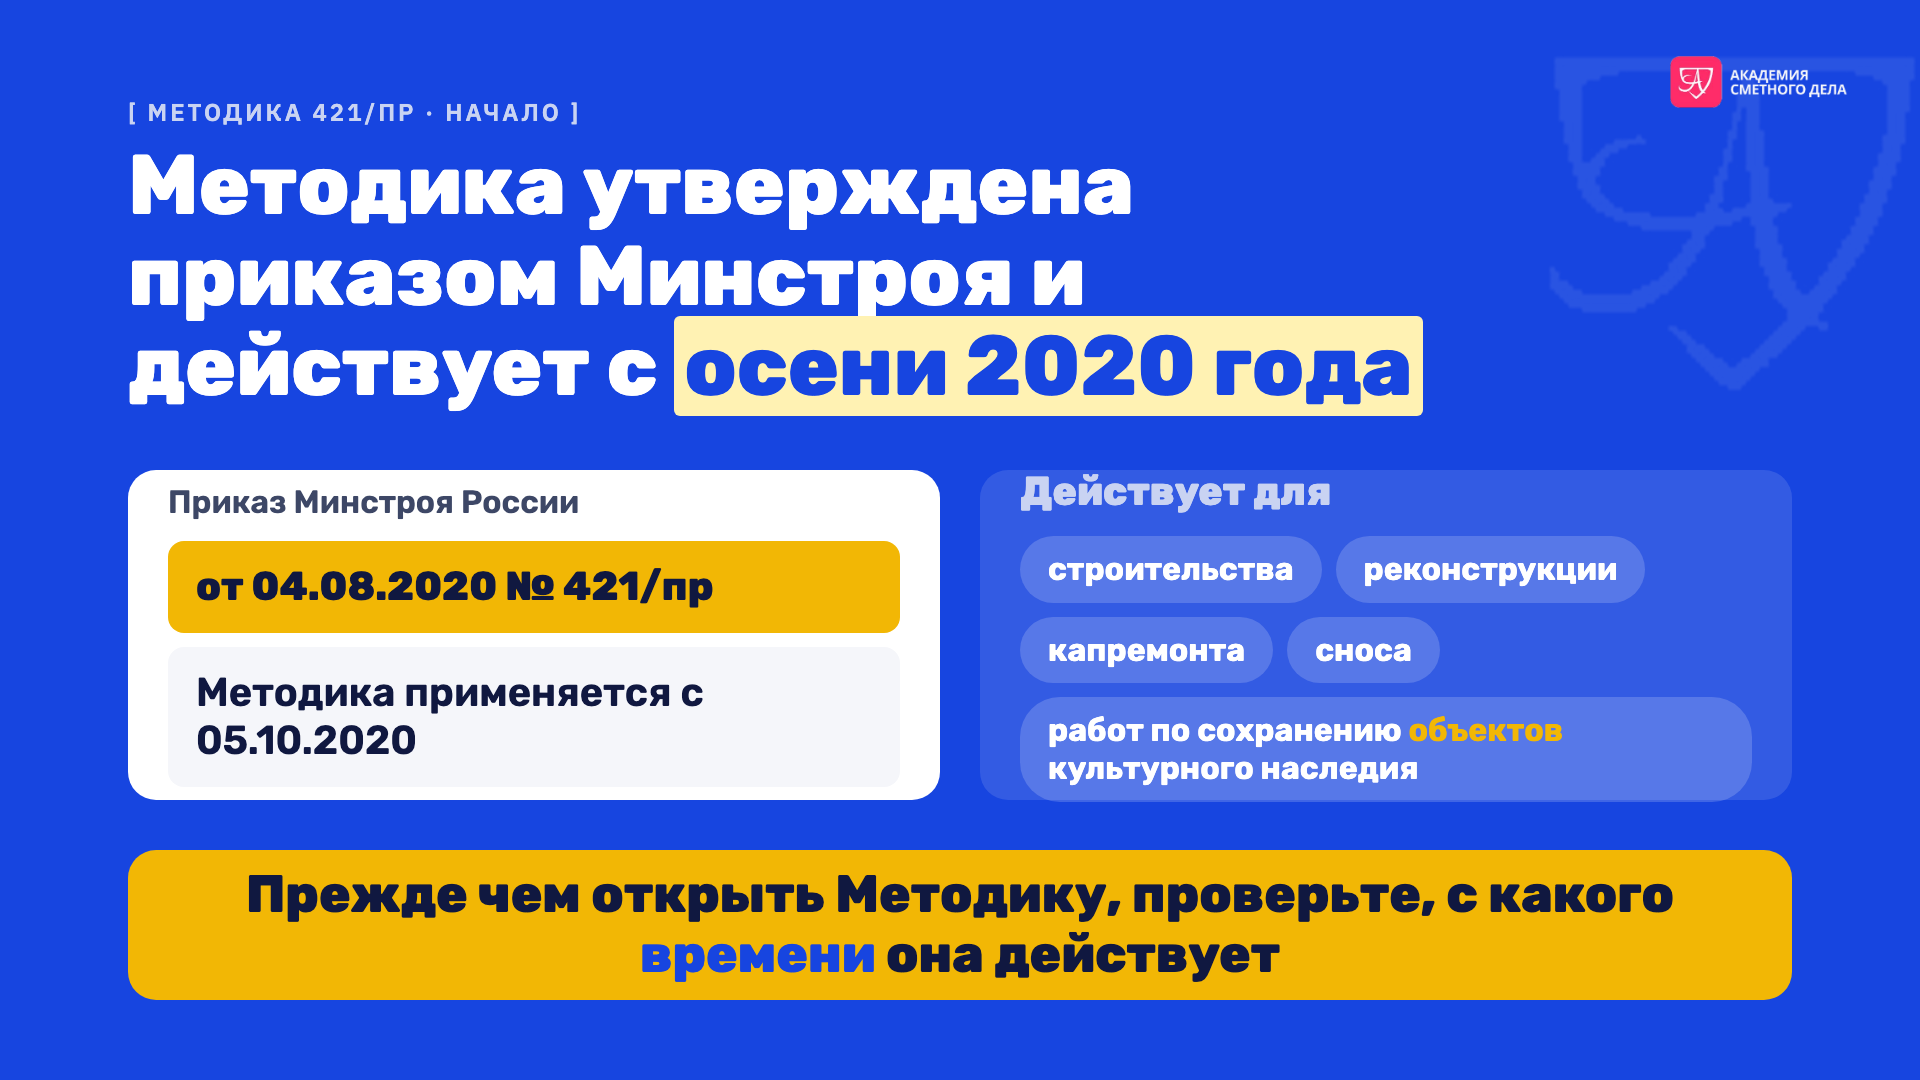 [ МЕТОДИКА 421/ПР · НАЧАЛО ]
АКАДЕМИЯ
СМЕТНОГО ДЕЛА
Методика утверждена
приказом Минстроя и
действует с осени 2020 года
Приказ Минстроя России
от 04.08.2020 № 421/пр
Методика применяется с
05.10.2020
Действует для
строительства
реконструкции
капремонта
сноса
работ по сохранению объектов
культурного наследия
Прежде чем открыть Методику, проверьте, с какого
времени она действует